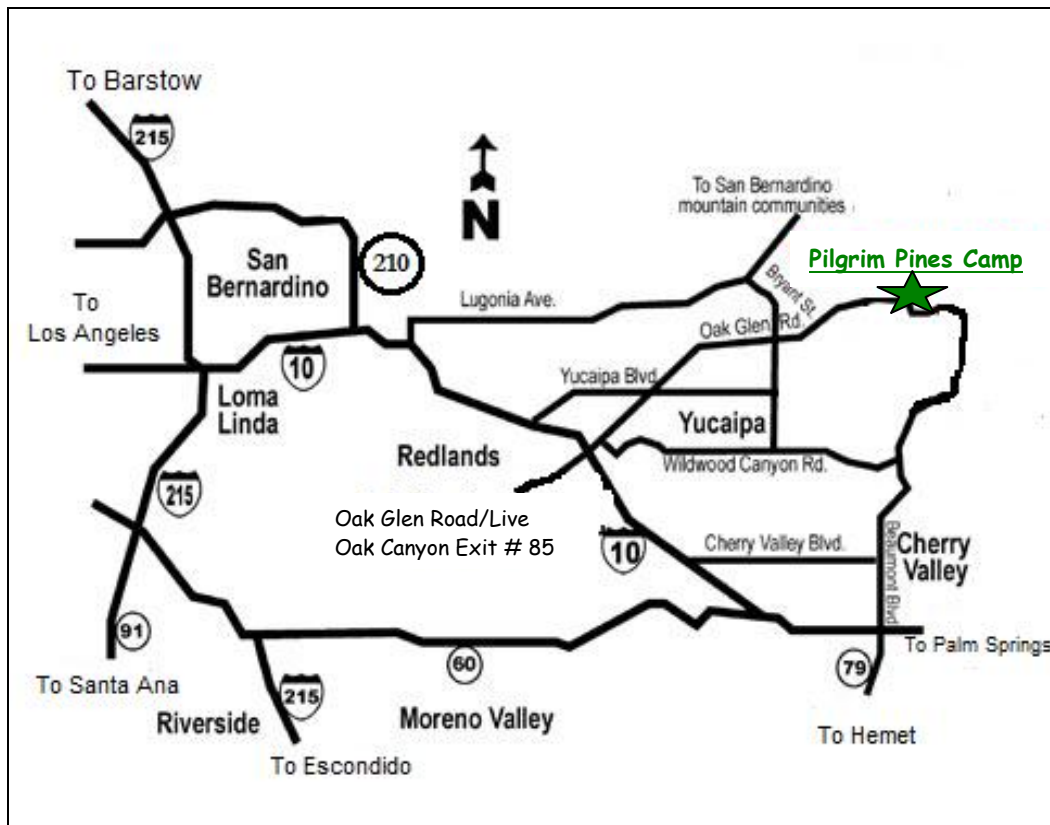 To Barstow
215
To San Bernardino
mountain communities
N
Pilgrim Pines Camp
San
Bernardino
210
Bryant St.
Lugonia Ave.
To
Los Angeles
Oak Glen Rd.
10
Yucaipa Blvd.
Loma
Linda
Yucaipa
Redlands
Wildwood Canyon Rd.
215
Oak Glen Road/Live
Oak Canyon Exit # 85
10
Cherry Valley Blvd.
Cherry
Valley
Beaumont Blvd
91
To Palm Springs
60
79
To Santa Ana
215
Riverside
Moreno Valley
To Hemet
To Escondido